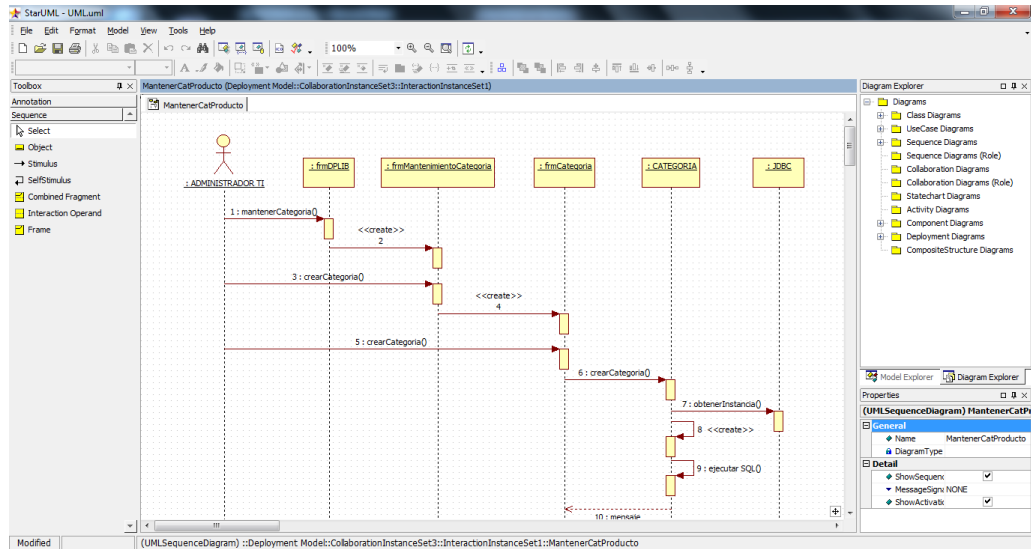 StarUML - UML.uml
File Edit Format Model View Tools Help
100%
Toolbox
Annotation
Sequence
Select
Object
Stimulus
SelfStimulus
Combined Fragment
Interaction Operand
Frame
MantenerCatProducto (Deployment Model::CollaborationInstanceSet3::InteractionInstanceSet1)
MantenerCatProducto
: ADMINISTRADOR TI
: frmDPLIB
: frmMantenimientoCategoria
: frmCategoria
: CATEGORIA
: JDBC
1 : mantenerCategoria()
<<create>>
2
3 : crearCategoria()
<<create>>
4
5 : crearCategoria()
6 : crearCategoria()
7 : obtenerInstancia()
8 <<create>>
9 : ejecutar SQL()
10 : mensaje
Diagram Explorer
Diagrams
Class Diagrams
UseCase Diagrams
Sequence Diagrams
Sequence Diagrams (Role)
Collaboration Diagrams
Collaboration Diagrams (Role)
Statechart Diagrams
Activity Diagrams
Component Diagrams
Deployment Diagrams
CompositeStructure Diagrams
Model Explorer Diagram Explorer
Properties
(UMLSequenceDiagram) MantenerCatPr
General
Name MantenerCatProducto
DiagramType
Detail
ShowSequenc
MessageSigna NONE
ShowActivatic
Modified
(UMLSequenceDiagram) ::Deployment Model::CollaborationInstanceSet3::InteractionInstanceSet1::MantenerCatProducto